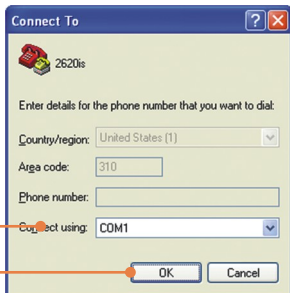 Connect To
2620is
Enter details for the phone number that you want to dial:
Country/region: United States (1)
Area code: 310
Phone number:
Connect using: COM1
OK Cancel